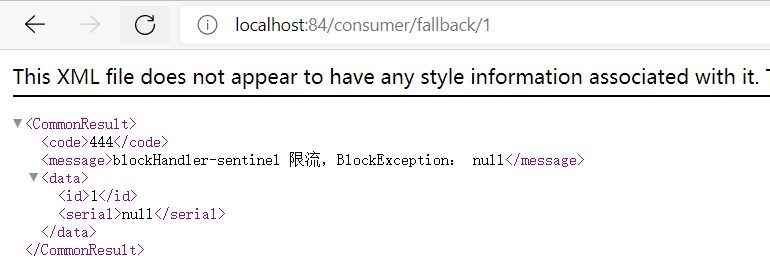 localhost:84/consumer/fallback/1
This XML file does not appear to have any style information associated with it. T
▼<CommonResult>
<code>444</code>
<message>blockHandler-sentinel 限流，BlockException： null</message>
▼<data>
<id>1</id>
<serial>null</serial>
</data>
</CommonResult>